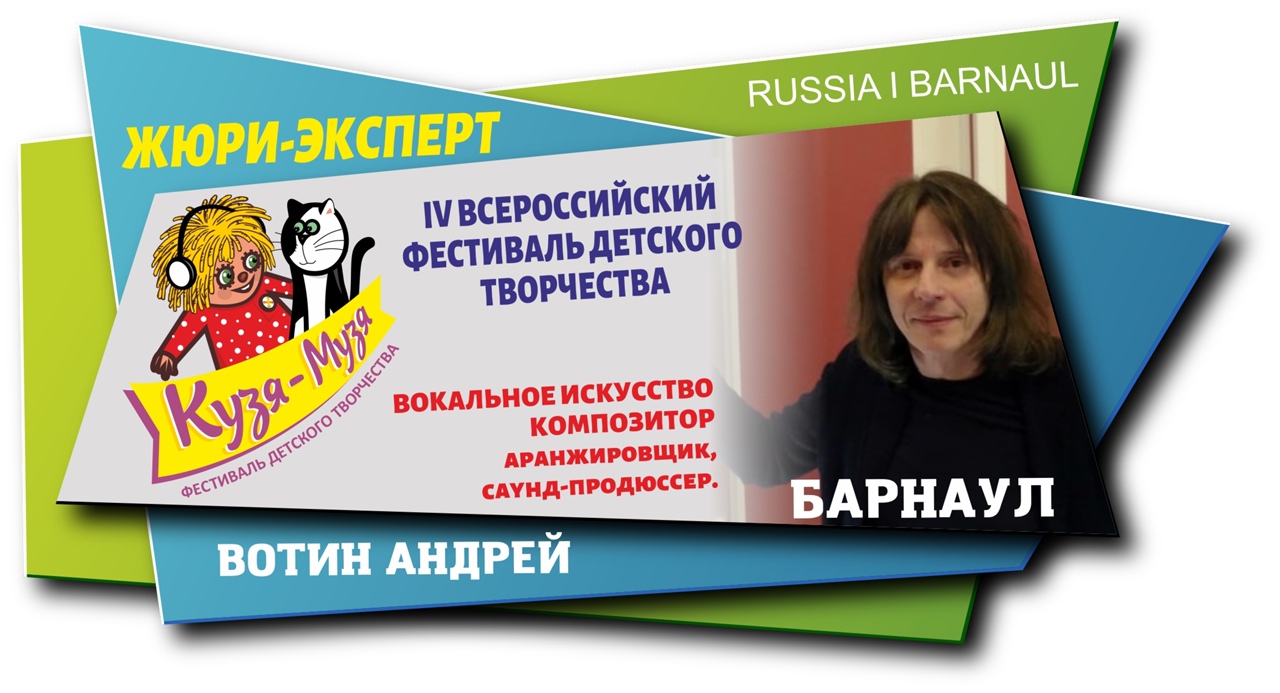 RUSSIA I BARNAUL
ЖЮРИ-ЭКСПЕРТ
IV ВСЕРОССИЙСКИЙ
ФЕСТИВАЛЬ ДЕТСКОГО
ТВОРЧЕСТВА
Кузя-Музя
ФЕСТИВАЛЬ ДЕТСКОГО ТВОРЧЕСТВА
ВОКАЛЬНОЕ ИСКУССТВО
КОМПОЗИТОР
АРАНЖИРОВЩИК,
САУНД-ПРОДЮССЕР.
БАРНАУЛ
ВОТИН АНДРЕЙ